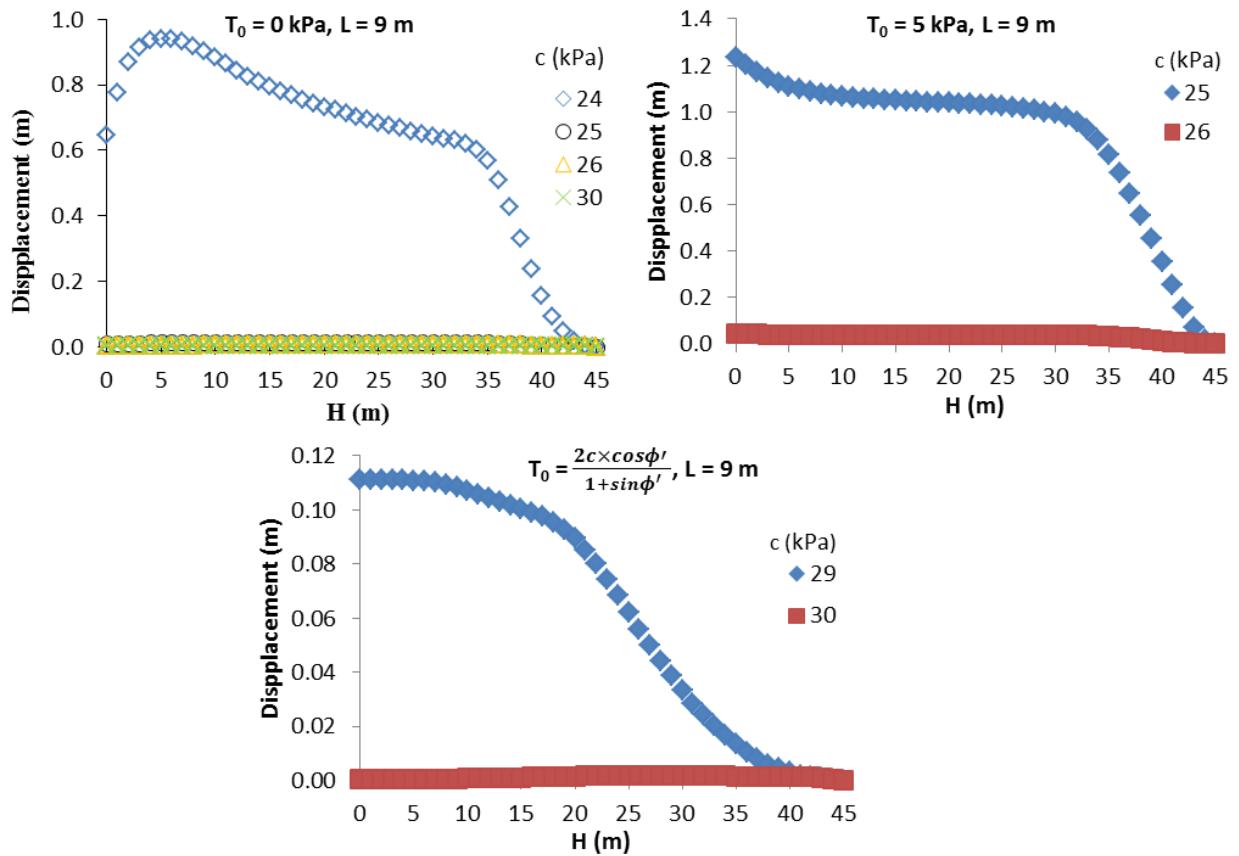 T₀ = 0 kPa, L = 9 m
Dispplacement (m)
1.0
0.8
0.6
0.4
0.2
0.0
c (kPa)
24
25
26
30
0 5 10 15 20 25 30 35 40 45
H (m)
T₀ = 5 kPa, L = 9 m
Dispplacement (m)
1.4
1.2
1.0
0.8
0.6
0.4
0.2
0.0
c (kPa)
25
26
0 5 10 15 20 25 30 35 40 45
H (m)
T₀ = 2c×cosϕ′ / 1+sinϕ′, L = 9 m
Dispplacement (m)
0.12
0.10
0.08
0.06
0.04
0.02
0.00
c (kPa)
29
30
0 5 10 15 20 25 30 35 40 45
H (m)